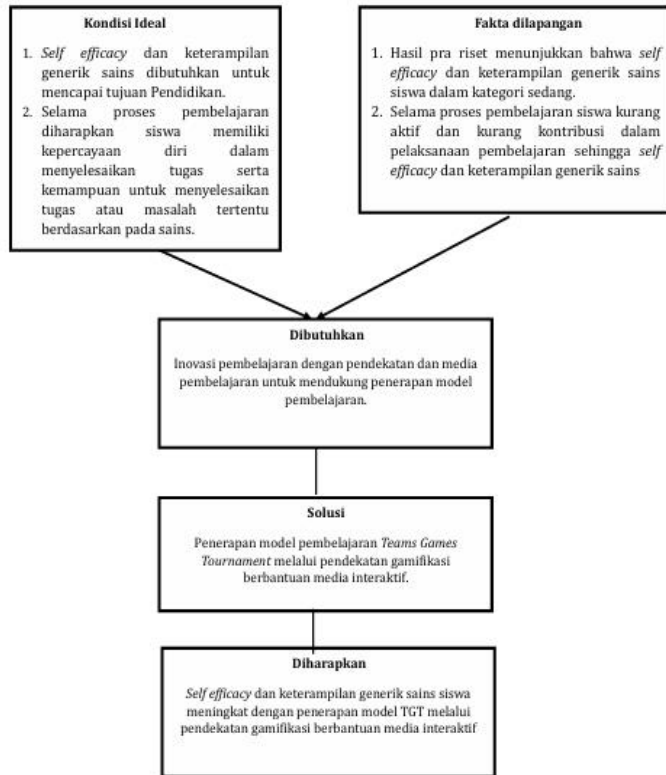 Kondisi Ideal
1. Self efficacy dan keterampilan
generik sains dibutuhkan untuk
mencapai tujuan Pendidikan.
2. Selama proses pembelajaran
diharapkan siswa memiliki
kepercayaan diri dalam
menyelesaikan tugas serta
kemampuan untuk menyelesaikan
tugas atau masalah tertentu
berdasarkan pada sains.
Fakta dilapangan
1. Hasil pra riset menunjukkan bahwa self
efficacy dan keterampilan generik sains
siswa dalam kategori sedang.
2. Selama proses pembelajaran siswa kurang
aktif dan kurang kontribusi dalam
pelaksanaan pembelajaran sehingga self
efficacy dan keterampilan generik sains
Dibutuhkan
Inovasi pembelajaran dengan pendekatan dan media
pembelajaran untuk mendukung penerapan model
pembelajaran.
Solusi
Penerapan model pembelajaran Teams Games
Tournament melalui pendekatan gamifikasi
berbantuan media interaktif.
Diharapkan
Self efficacy dan keterampilan generik sains siswa
meningkat dengan penerapan model TGT melalui
pendekatan gamifikasi berbantuan media interaktif